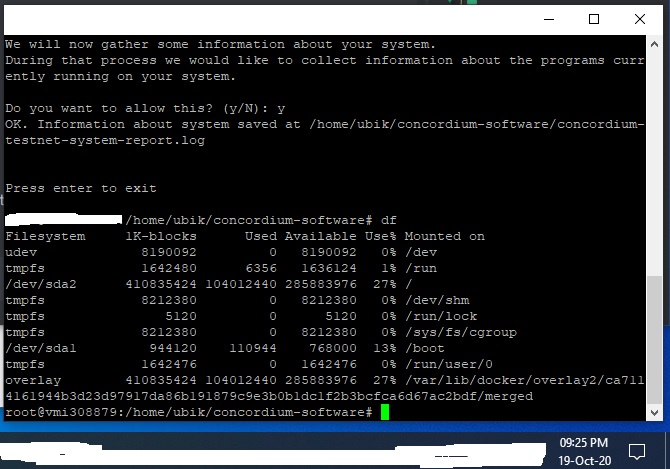 We will now gather some information about your system.
During that process we would like to collect information about the programs curr
ently running on your system.
Do you want to allow this? (y/N): y
OK. Information about system saved at /home/ubik/concordium-software/concordium-
testnet-system-report.log
Press enter to exit
/home/ubik/concordium-software# df
Filesystem     1K-blocks      Used Available Use% Mounted on
udev             8190092         0   8190092   0% /dev
tmpfs            1642480      6356   1636124   1% /run
/dev/sda2      410835424 104012440 285883976  27% /
tmpfs            8212380         0   8212380   0% /dev/shm
tmpfs               5120         0      5120   0% /run/lock
tmpfs            8212380         0   8212380   0% /sys/fs/cgroup
/dev/sda1         944120    110944    768000  13% /boot
tmpfs            1642476         0   1642476   0% /run/user/0
overlay        410835424 104012440 285883976  27% /var/lib/docker/overlay2/ca711
4161944b3d23d97917da86b191879c9e3b0b1dc1f2b3bcfca6d67ac2bdf/merged
root@vmi308879:/home/ubik/concordium-software#
09:25 PM
19-Oct-20